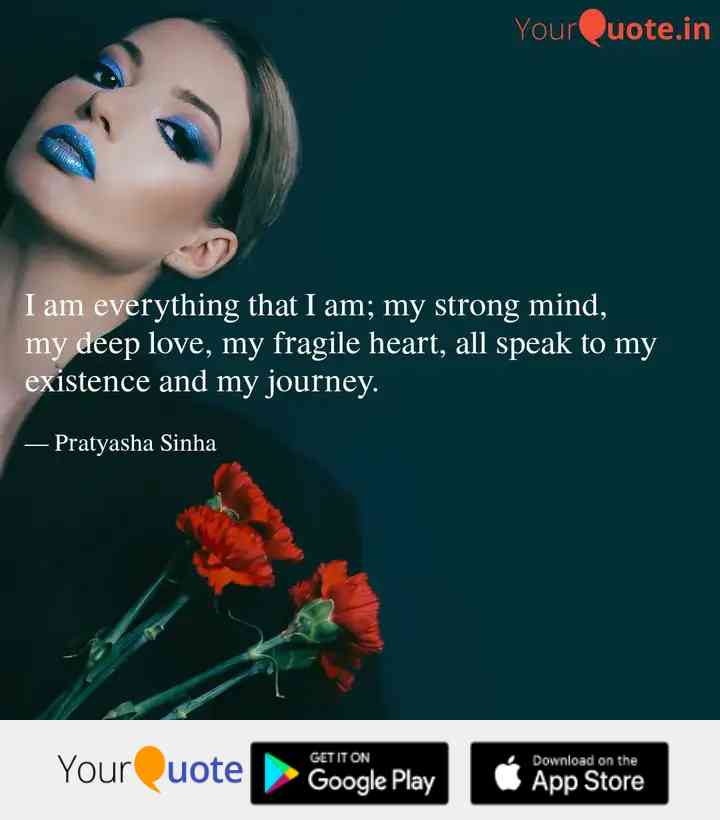 YourQuote.in
I am everything that I am; my strong mind,
my deep love, my fragile heart, all speak to my
existence and my journey.
— Pratyasha Sinha
YourQuote
GET IT ON
Google Play
Download on the
App Store